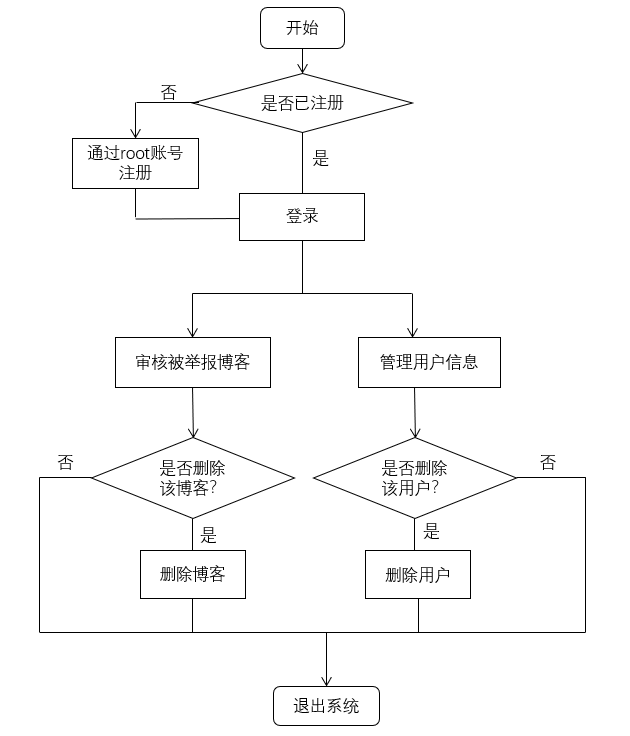 开始
否
是否已注册
通过root账号
注册
是
登录
审核被举报博客
管理用户信息
否
是否删除
该博客?
是否删除
该用户?
否
是
是
删除博客
删除用户
退出系统